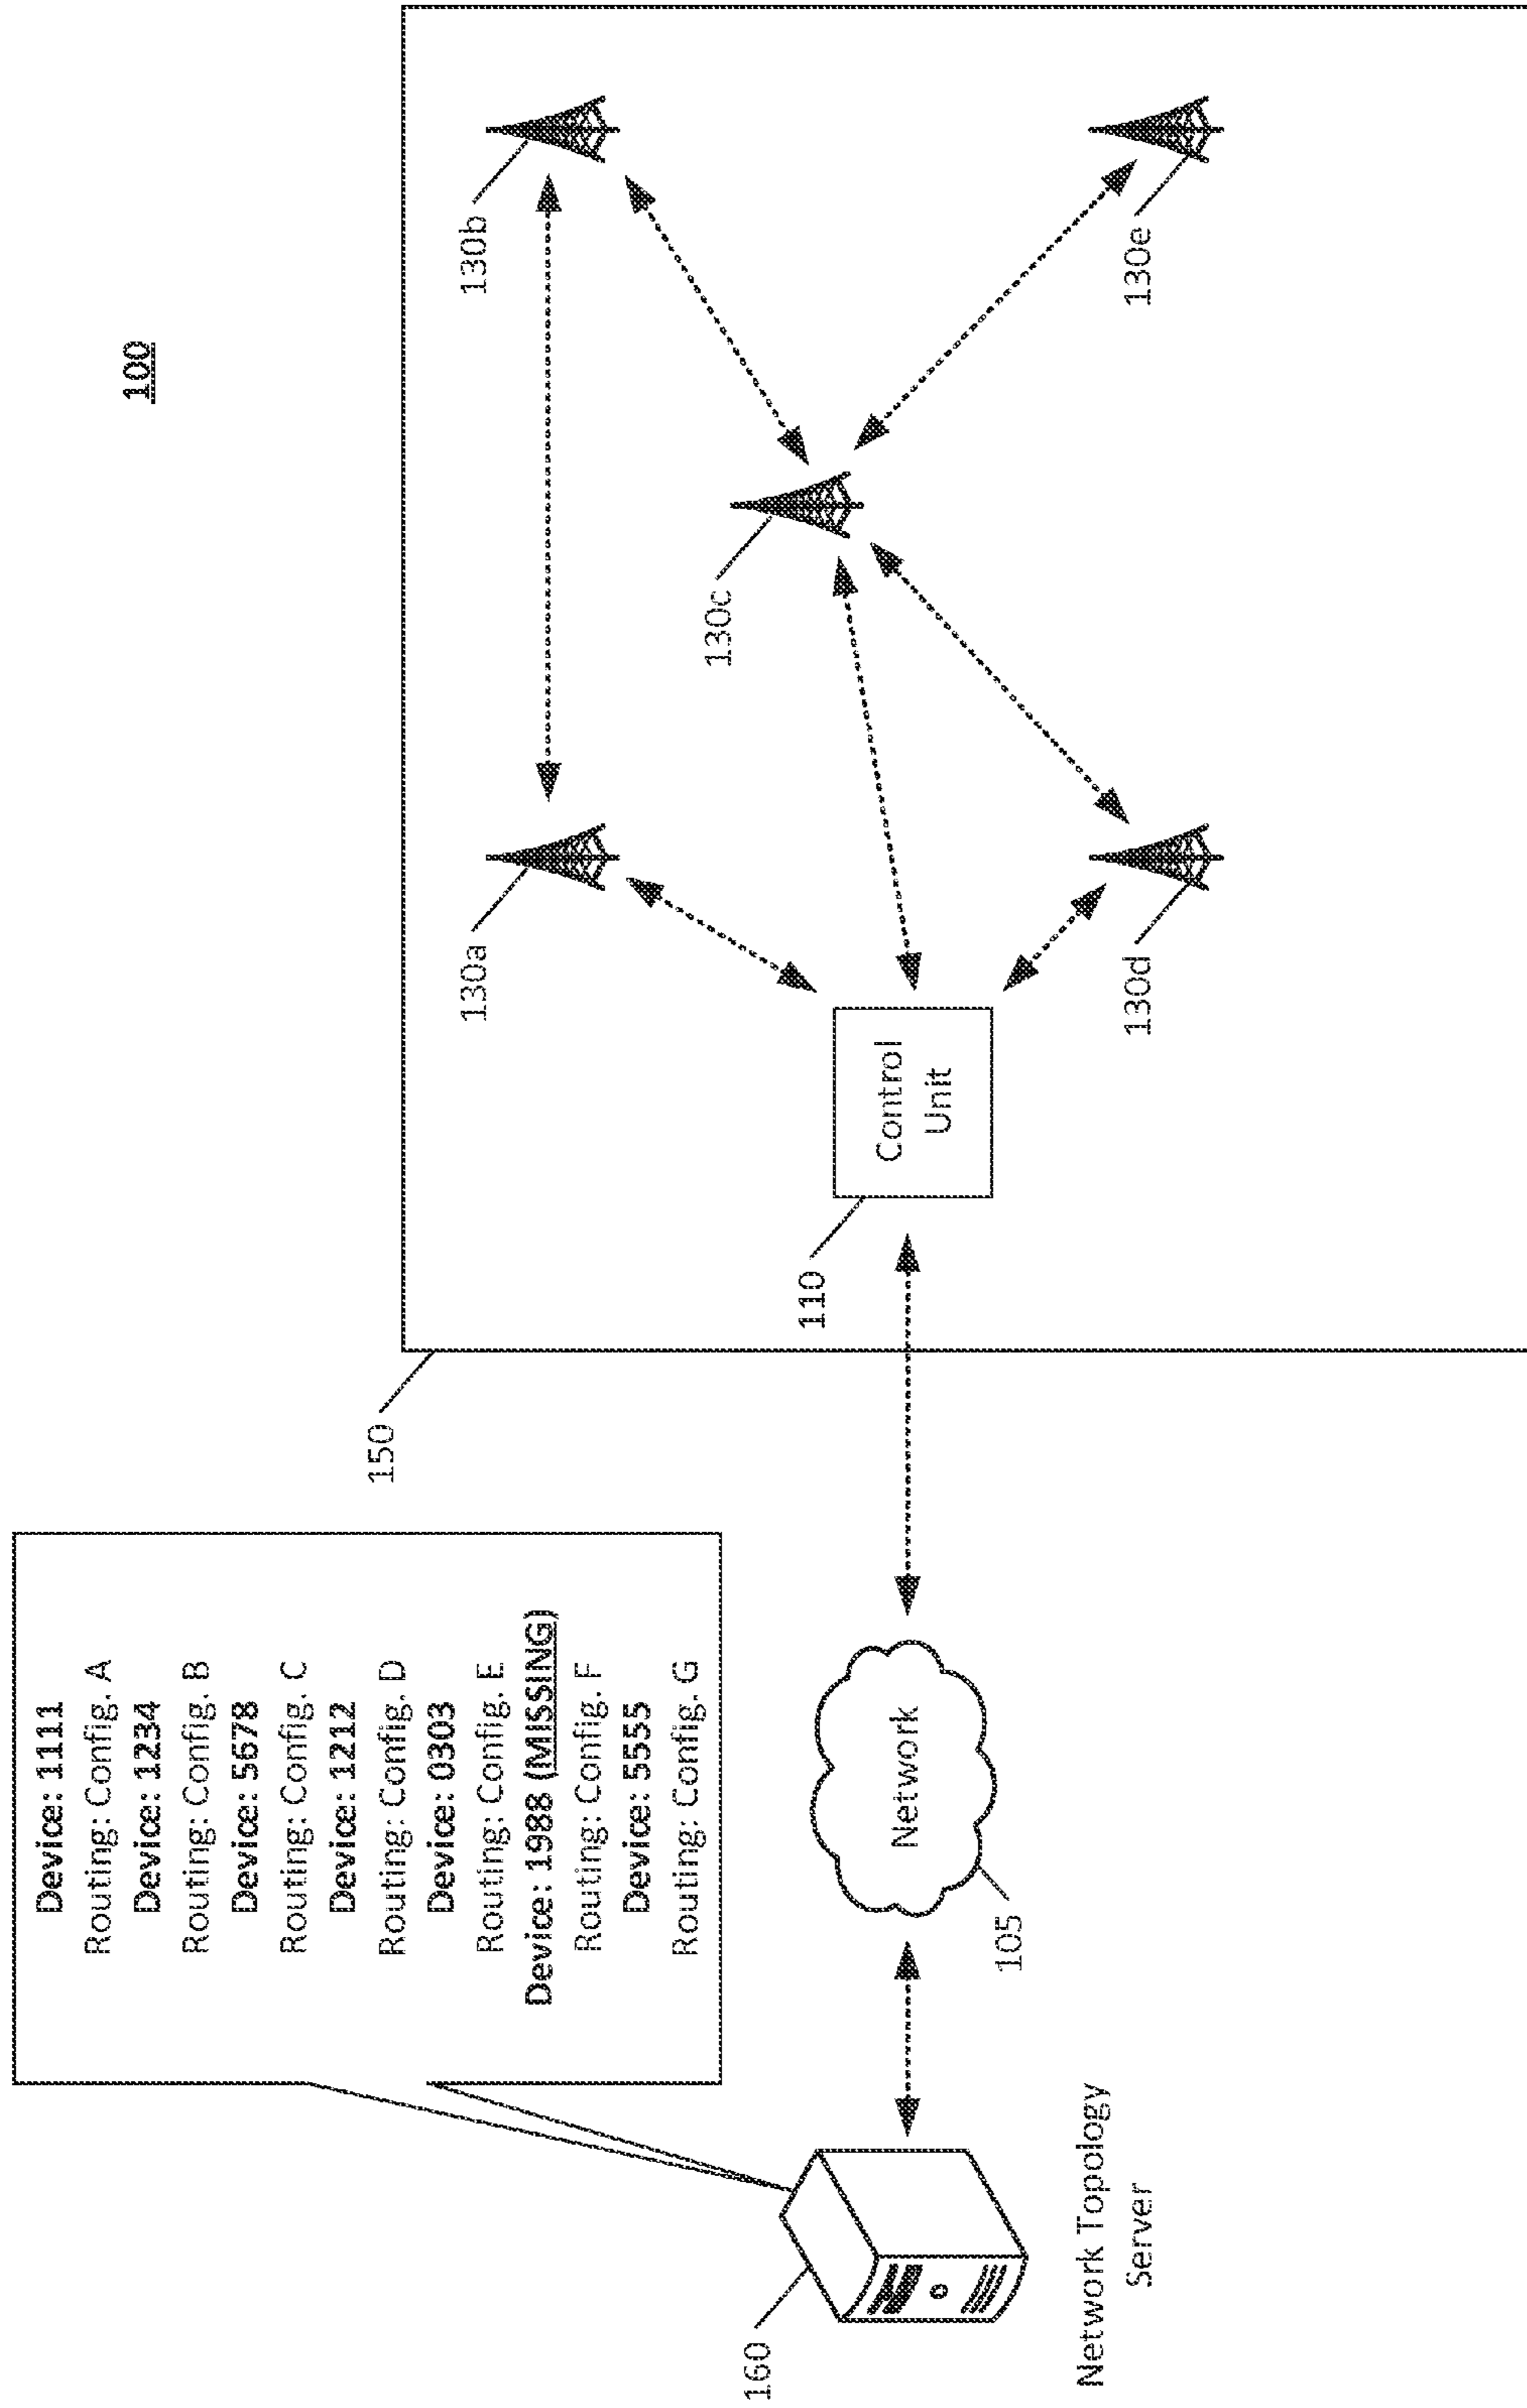 100
Device: 1111
Routing: Config. A
Device: 1234
Routing: Config. B
Device: 5678
Routing: Config. C
Device: 1212
Routing: Config. D
Device: 0303
Routing: Config. E
Device: 1988 (MISSING)
Routing: Config. F
Device: 5555
Routing: Config. G
150
130a
130b
130c
110
Control
Unit
130d
130e
160
Network
105
Network Topology
Server